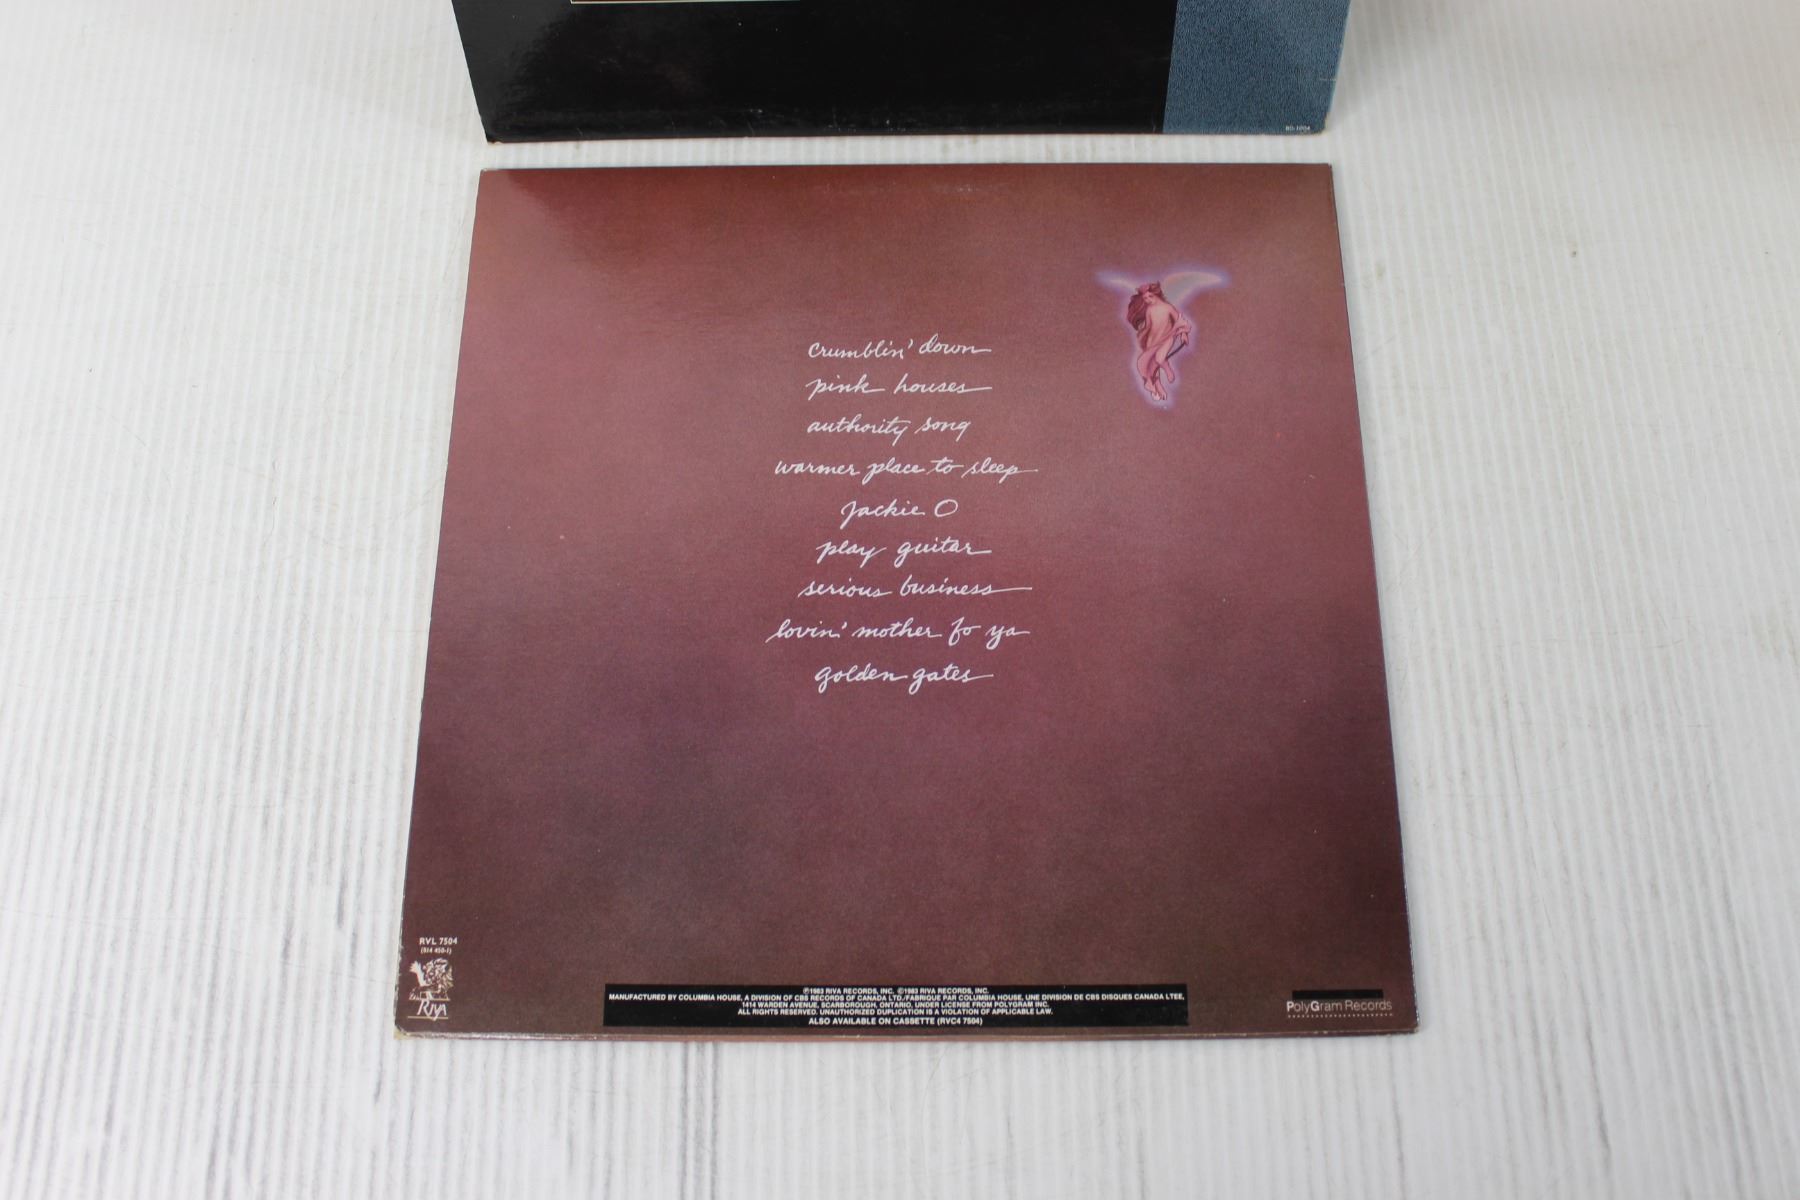 BD-1004
crumblin' down
pink houses
authority song
warmer place to sleep
Jackie O
play guitar
serious business
lovin' mother fo ya
golden gates
RVL 7504
(814 450-1)
RIVA
℗1983 RIVA RECORDS, INC. ©1983 RIVA RECORDS, INC.
MANUFACTURED BY COLUMBIA HOUSE, A DIVISION OF CBS RECORDS OF CANADA LTD./FABRIQUE PAR COLUMBIA HOUSE, UNE DIVISION DE CBS DISQUES CANADA LTEE,
1414 WARDEN AVENUE, SCARBOROUGH, ONTARIO, UNDER LICENSE FROM POLYGRAM INC.
ALL RIGHTS RESERVED. UNAUTHORIZED DUPLICATION IS A VIOLATION OF APPLICABLE LAW.
ALSO AVAILABLE ON CASSETTE (RVC4 7504)
PolyGram Records